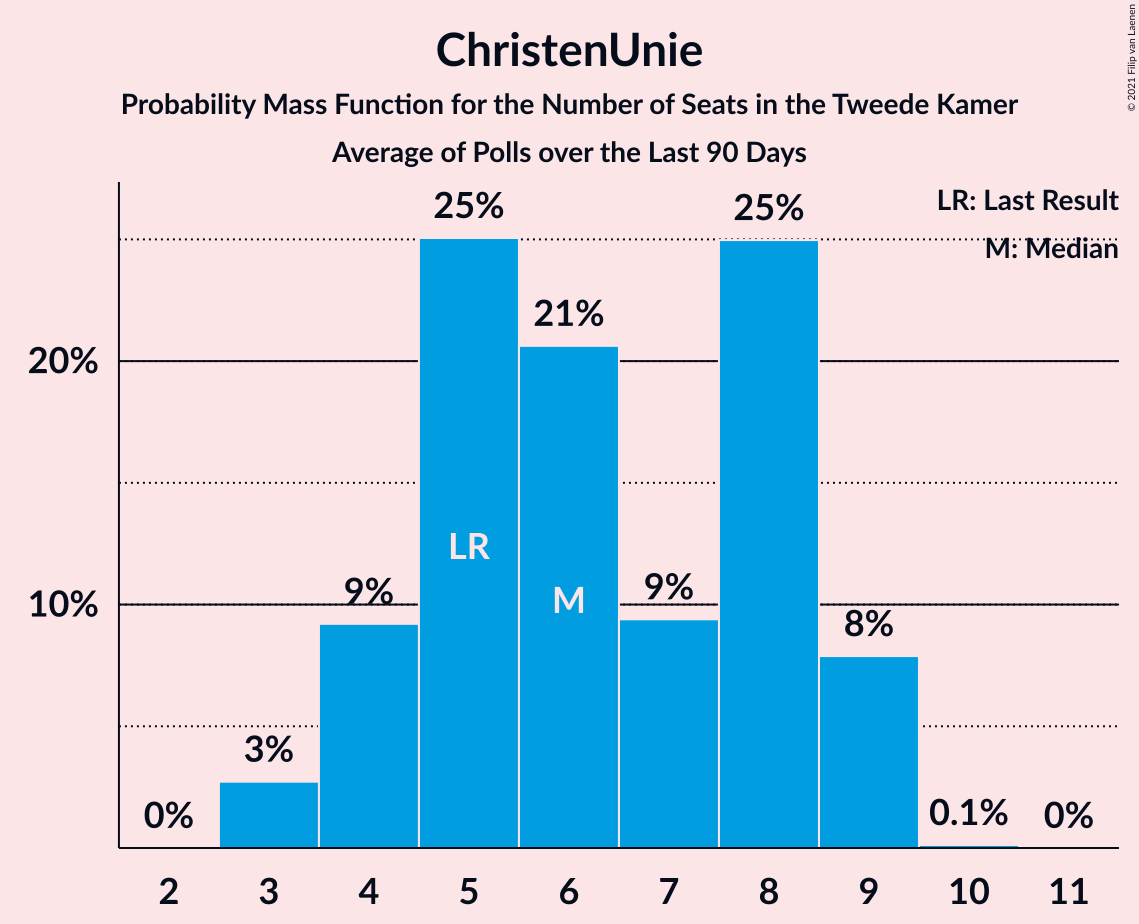 ChristenUnie
Probability Mass Function for the Number of Seats in the Tweede Kamer
Average of Polls over the Last 90 Days
© 2021 Filip van Laenen
LR: Last Result
M: Median
25%
25%
21%
20%
LR
9%
M
9%
10%
8%
3%
0%
0.1%
0%
2 3 4 5 6 7 8 9 10 11